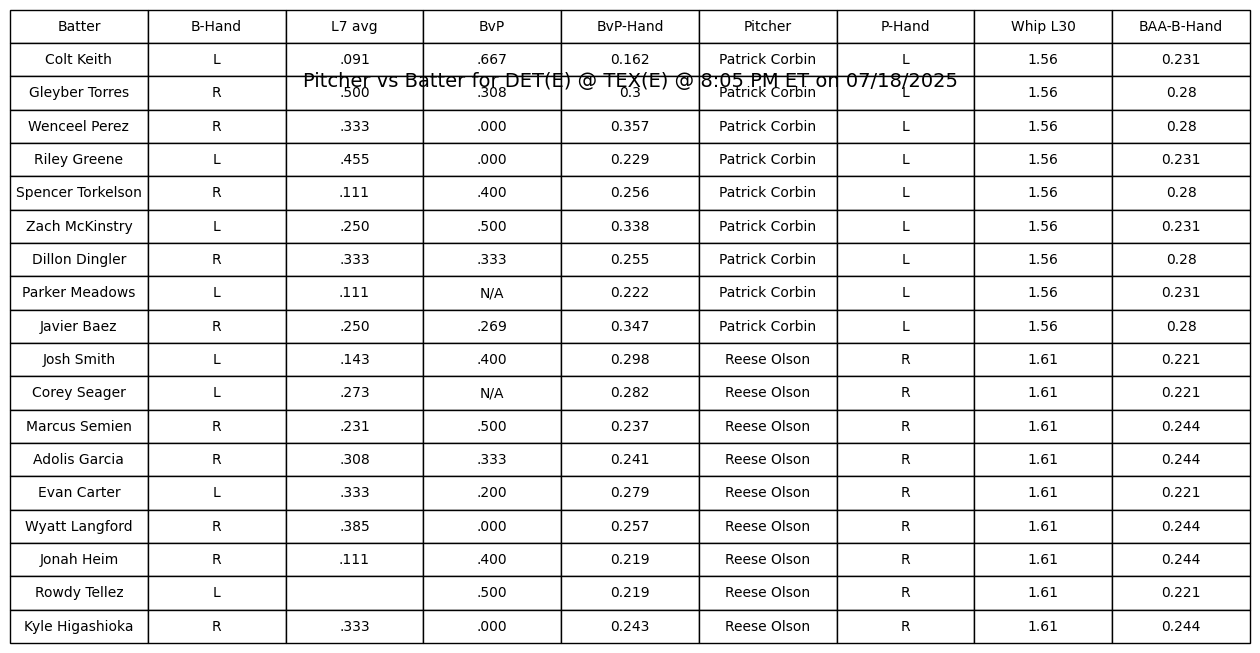 Batter B-Hand L7 avg BvP BvP-Hand Pitcher P-Hand Whip L30 BAA-B-Hand
Colt Keith L .091 .667 0.162 Patrick Corbin L 1.56 0.231
Pitcher vs Batter for DET(E) @ TEX(E) @ 8:05 PM ET on 07/18/2025
Gleyber Torres R .500 .308 0.3 Patrick Corbin L 1.56 0.28
Wenceel Perez R .333 .000 0.357 Patrick Corbin L 1.56 0.28
Riley Greene L .455 .000 0.229 Patrick Corbin L 1.56 0.231
Spencer Torkelson R .111 .400 0.256 Patrick Corbin L 1.56 0.28
Zach McKinstry L .250 .500 0.338 Patrick Corbin L 1.56 0.231
Dillon Dingler R .333 .333 0.255 Patrick Corbin L 1.56 0.28
Parker Meadows L .111 N/A 0.222 Patrick Corbin L 1.56 0.231
Javier Baez R .250 .269 0.347 Patrick Corbin L 1.56 0.28
Josh Smith L .143 .400 0.298 Reese Olson R 1.61 0.221
Corey Seager L .273 N/A 0.282 Reese Olson R 1.61 0.221
Marcus Semien R .231 .500 0.237 Reese Olson R 1.61 0.244
Adolis Garcia R .308 .333 0.241 Reese Olson R 1.61 0.244
Evan Carter L .333 .200 0.279 Reese Olson R 1.61 0.221
Wyatt Langford R .385 .000 0.257 Reese Olson R 1.61 0.244
Jonah Heim R .111 .400 0.219 Reese Olson R 1.61 0.244
Rowdy Tellez L .500 0.219 Reese Olson R 1.61 0.221
Kyle Higashioka R .333 .000 0.243 Reese Olson R 1.61 0.244